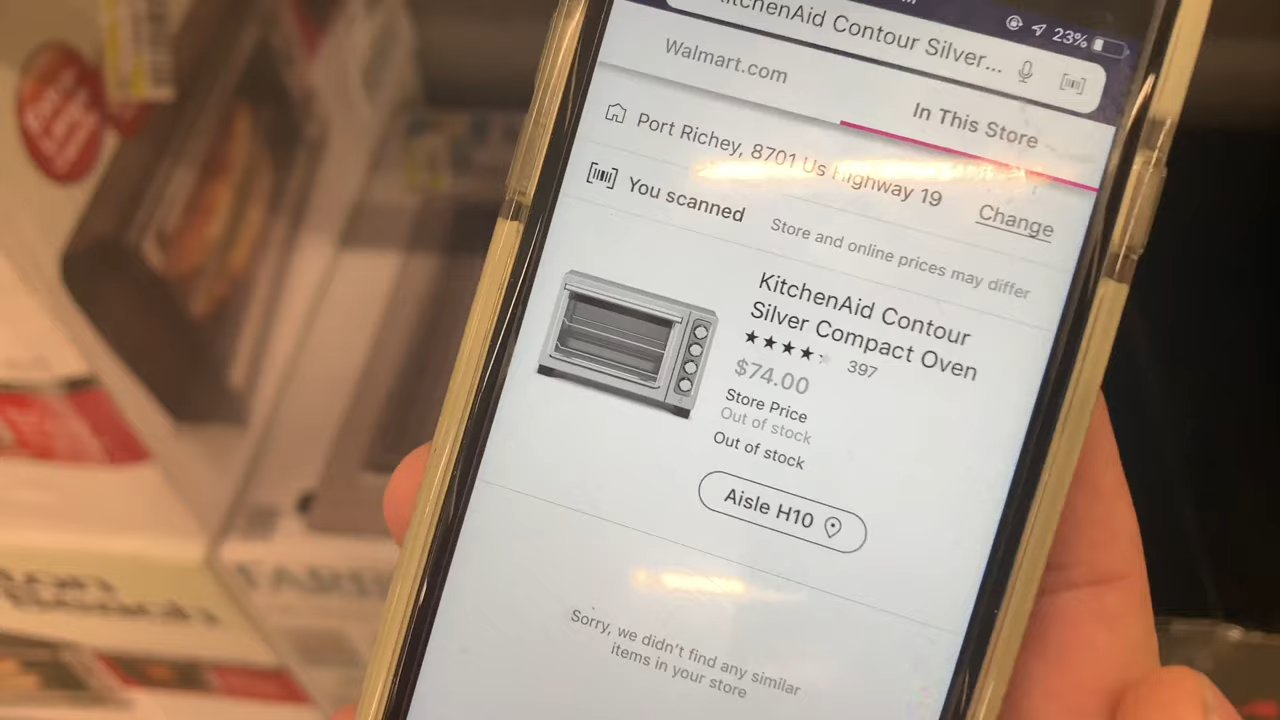 KitchenAid Contour Silver...
23%
Walmart.com
In This Store
Port Richey, 8701 Us Highway 19
Change
You scanned
Store and online prices may differ
KitchenAid Contour
Silver Compact Oven
397
$74.00
Store Price
Out of stock
Out of stock
Aisle H10
Sorry, we didn't find any similar
items in your store